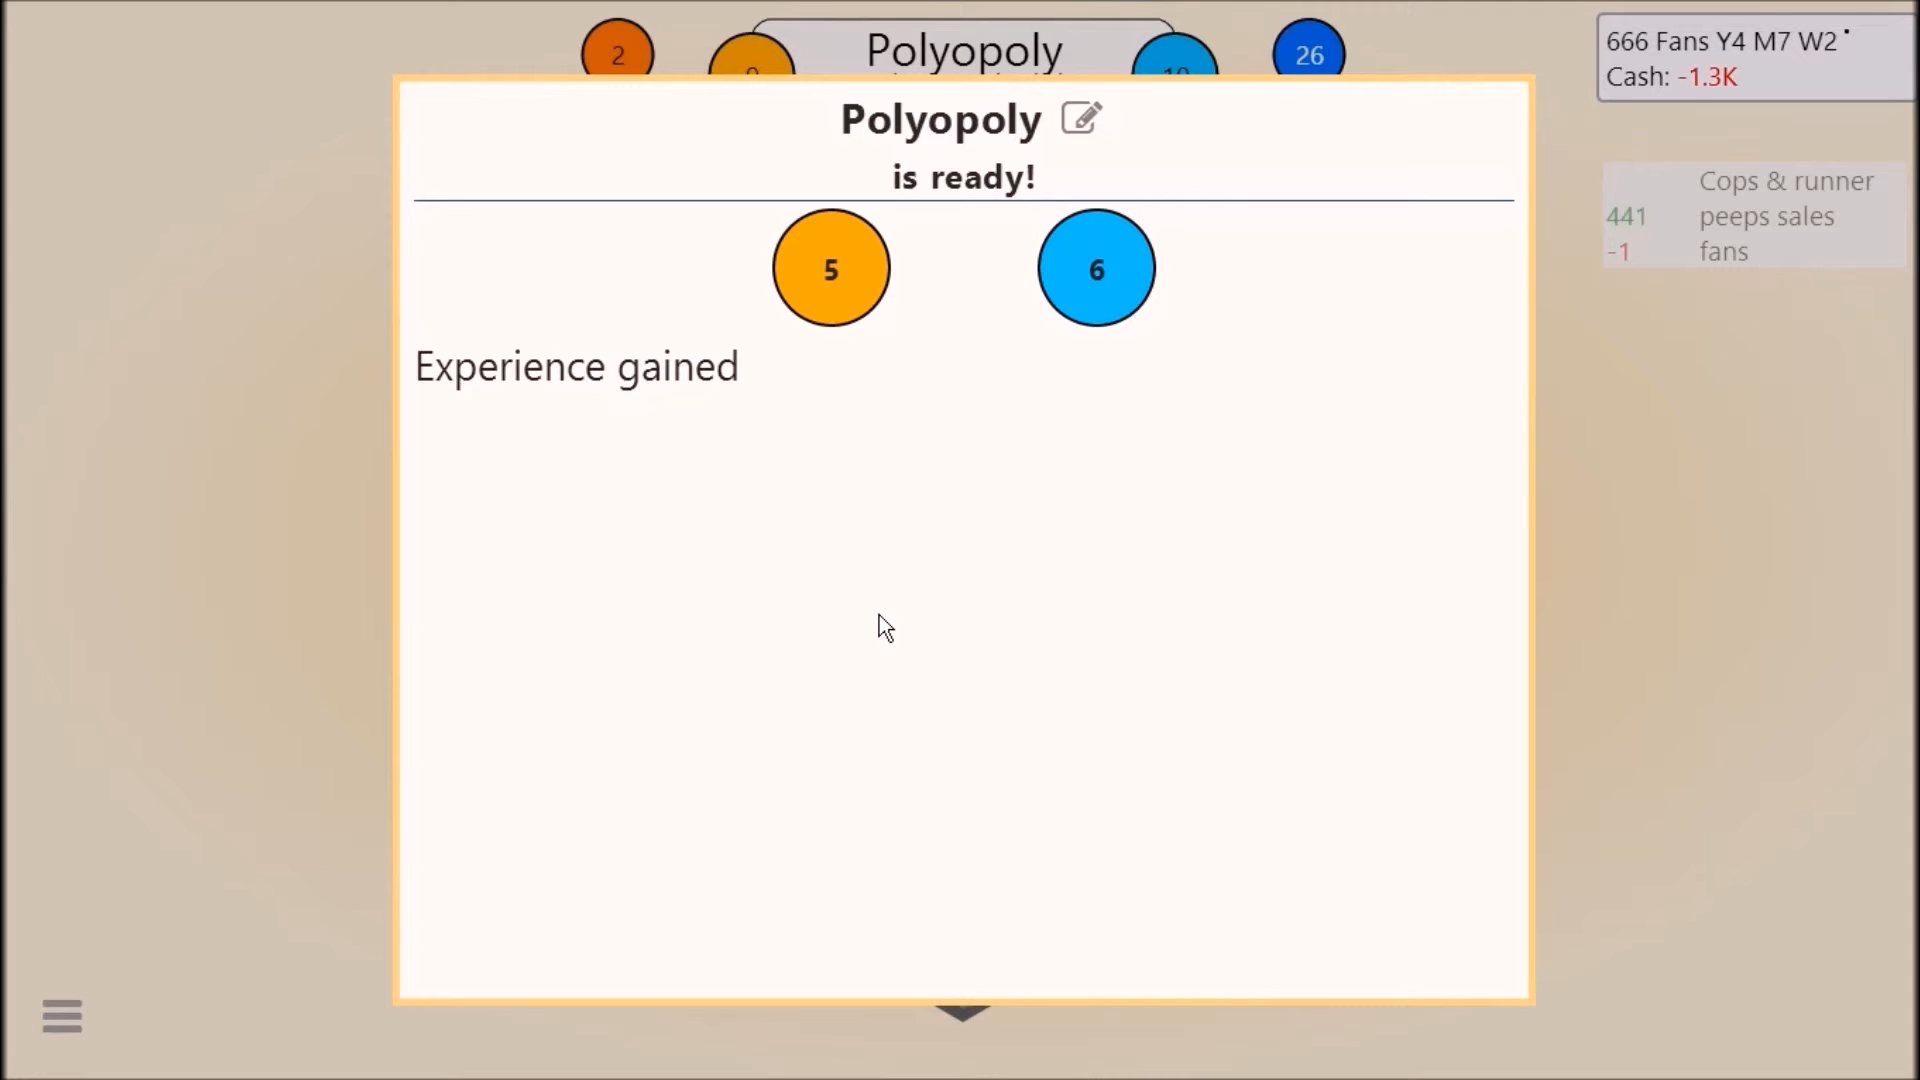 2
Polyopoly
26
666 Fans Y4 M7 W2
Cash: -1.3K
Polyopoly
is ready!
Cops & runner
441 peeps sales
-1 fans
5
6
Experience gained